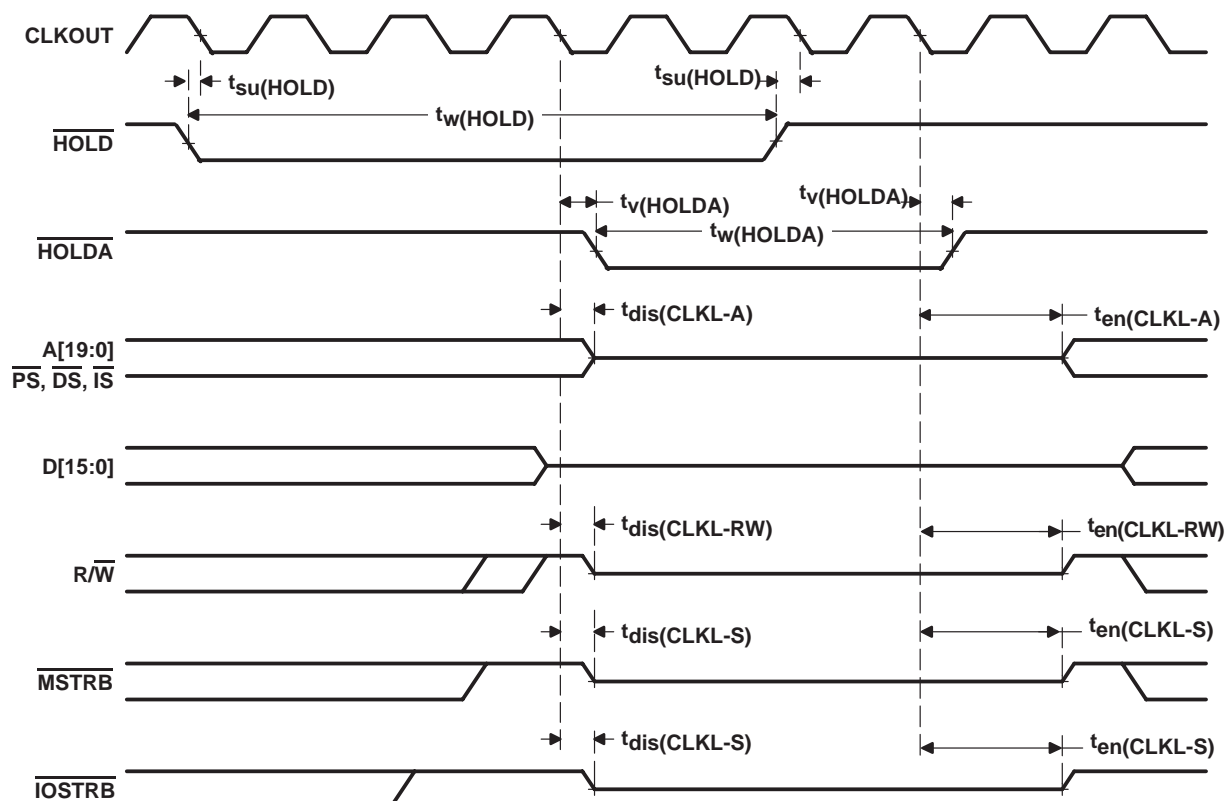 CLKOUT
tsu(HOLD)
tsu(HOLD)
tw(HOLD)
HOLD
tv(HOLDA)
tv(HOLDA)
tw(HOLDA)
HOLDA
tdis(CLKL-A)
ten(CLKL-A)
A[19:0]
PS, DS, IS
D[15:0]
tdis(CLKL-RW)
ten(CLKL-RW)
R/W
tdis(CLKL-S)
ten(CLKL-S)
MSTRB
tdis(CLKL-S)
ten(CLKL-S)
IOSTRB